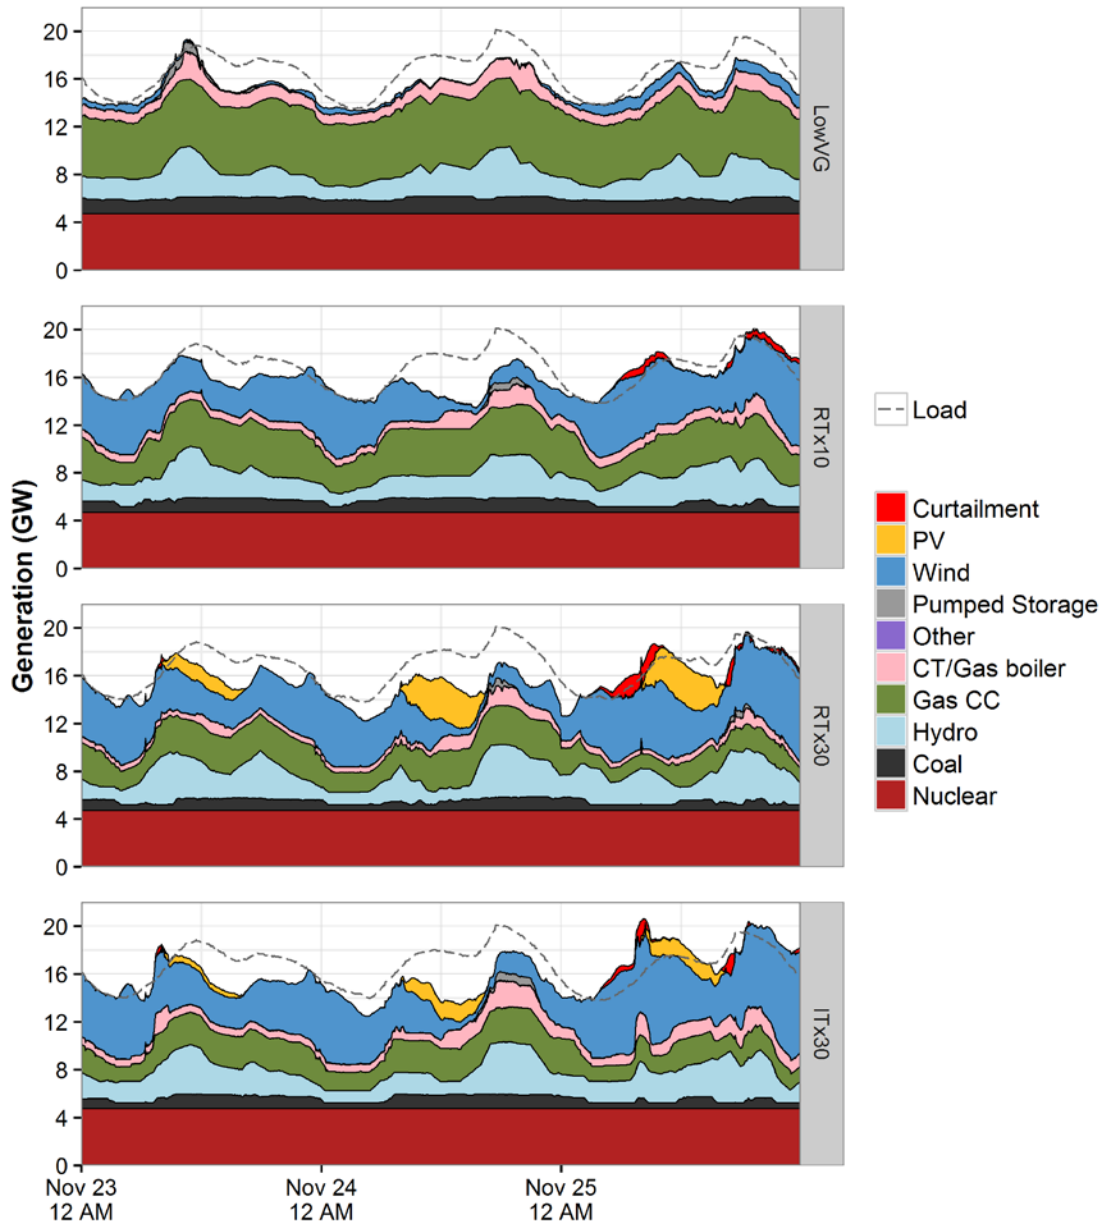 20
16
12
8
4
0
LowVG
20
16
12
8
4
0
RTx10
20
16
12
8
4
0
RTx30
20
16
12
8
4
0
ITx30
Generation (GW)
Nov 23
12 AM
Nov 24
12 AM
Nov 25
12 AM
Load
Curtailment
PV
Wind
Pumped Storage
Other
CT/Gas boiler
Gas CC
Hydro
Coal
Nuclear